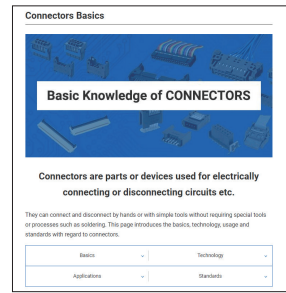 Connectors Basics
Basic Knowledge of CONNECTORS
Connectors are parts or devices used for electrically
connecting or disconnecting circuits etc.
They can connect and disconnect by hands or with simple tools without requiring special tools
or processes such as soldering. This page introduces the basics, technology, usage and
standards with regard to connectors.
Basics
Technology
Applications
Standards